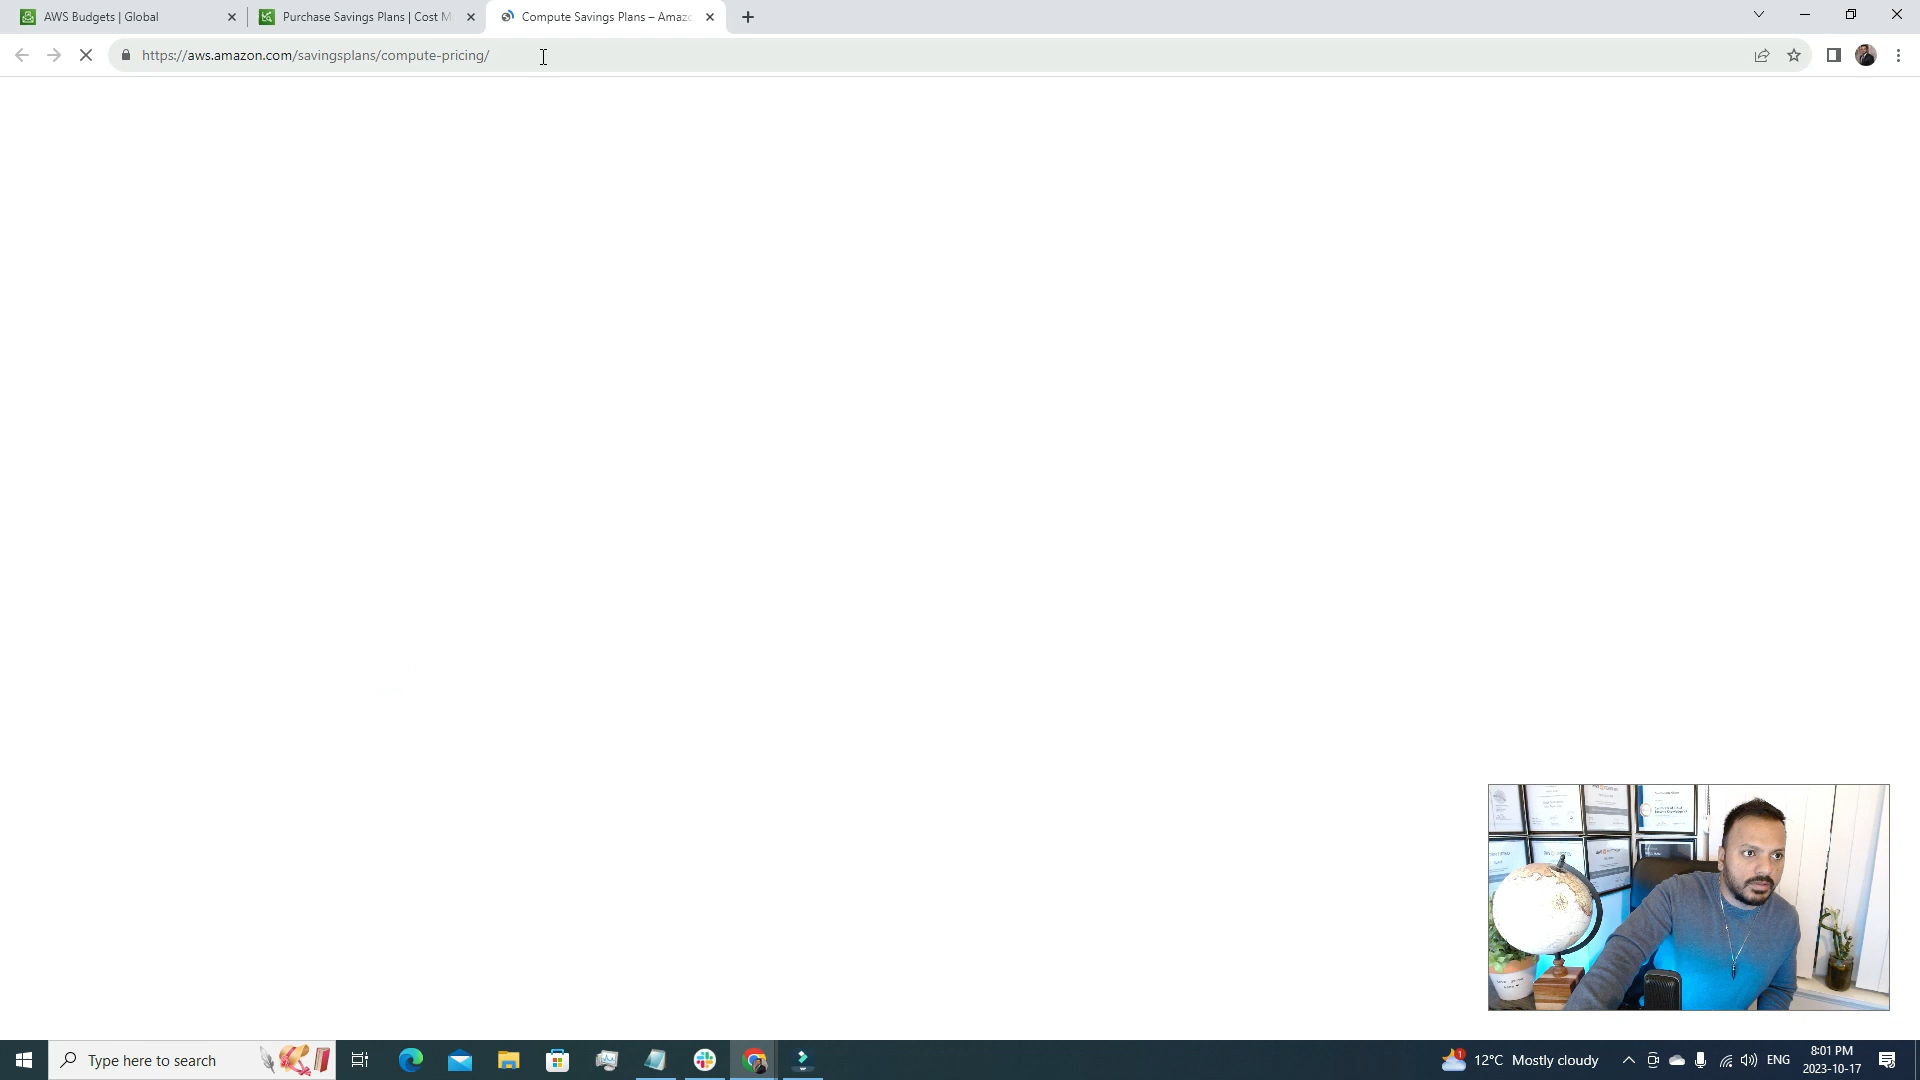 AWS Budgets | Global
Purchase Savings Plans | Cost M
Compute Savings Plans – Amaz
https://aws.amazon.com/savingsplans/compute-pricing/
Type here to search
1
12°C Mostly cloudy
ENG
8:01 PM
2023-10-17